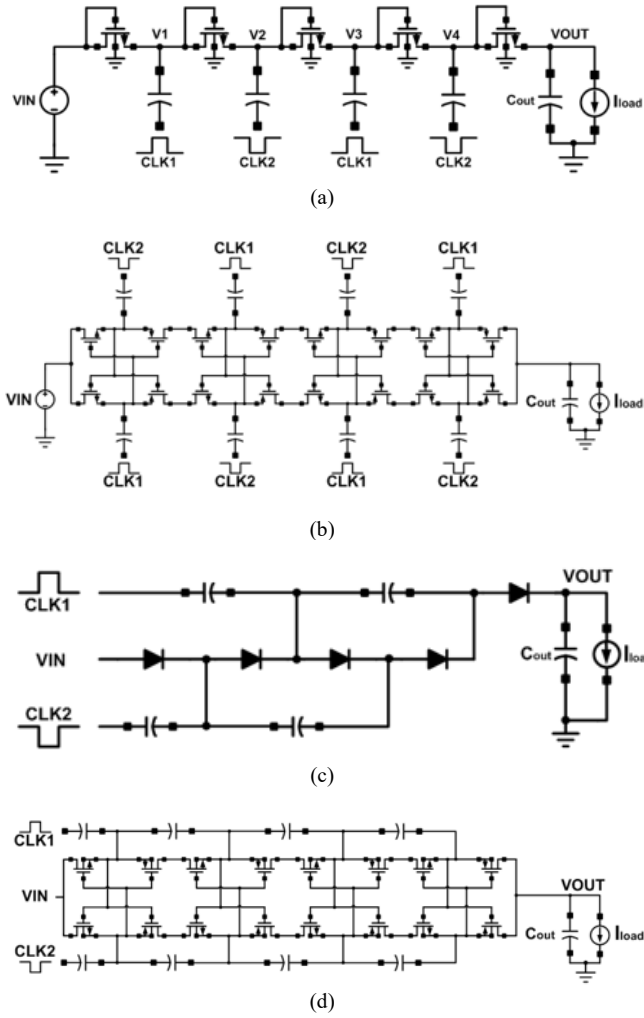 V1 V2 V3 V4 VOUT
VIN Cout Iload
CLK1 CLK2 CLK1 CLK2
(a)
CLK2 CLK1 CLK2 CLK1
VIN Cout Iload
CLK1 CLK2 CLK1 CLK2
(b)
CLK1 VOUT
VIN Cout Iload
CLK2
(c)
CLK1
VIN VOUT
CLK2 Cout Iload
(d)